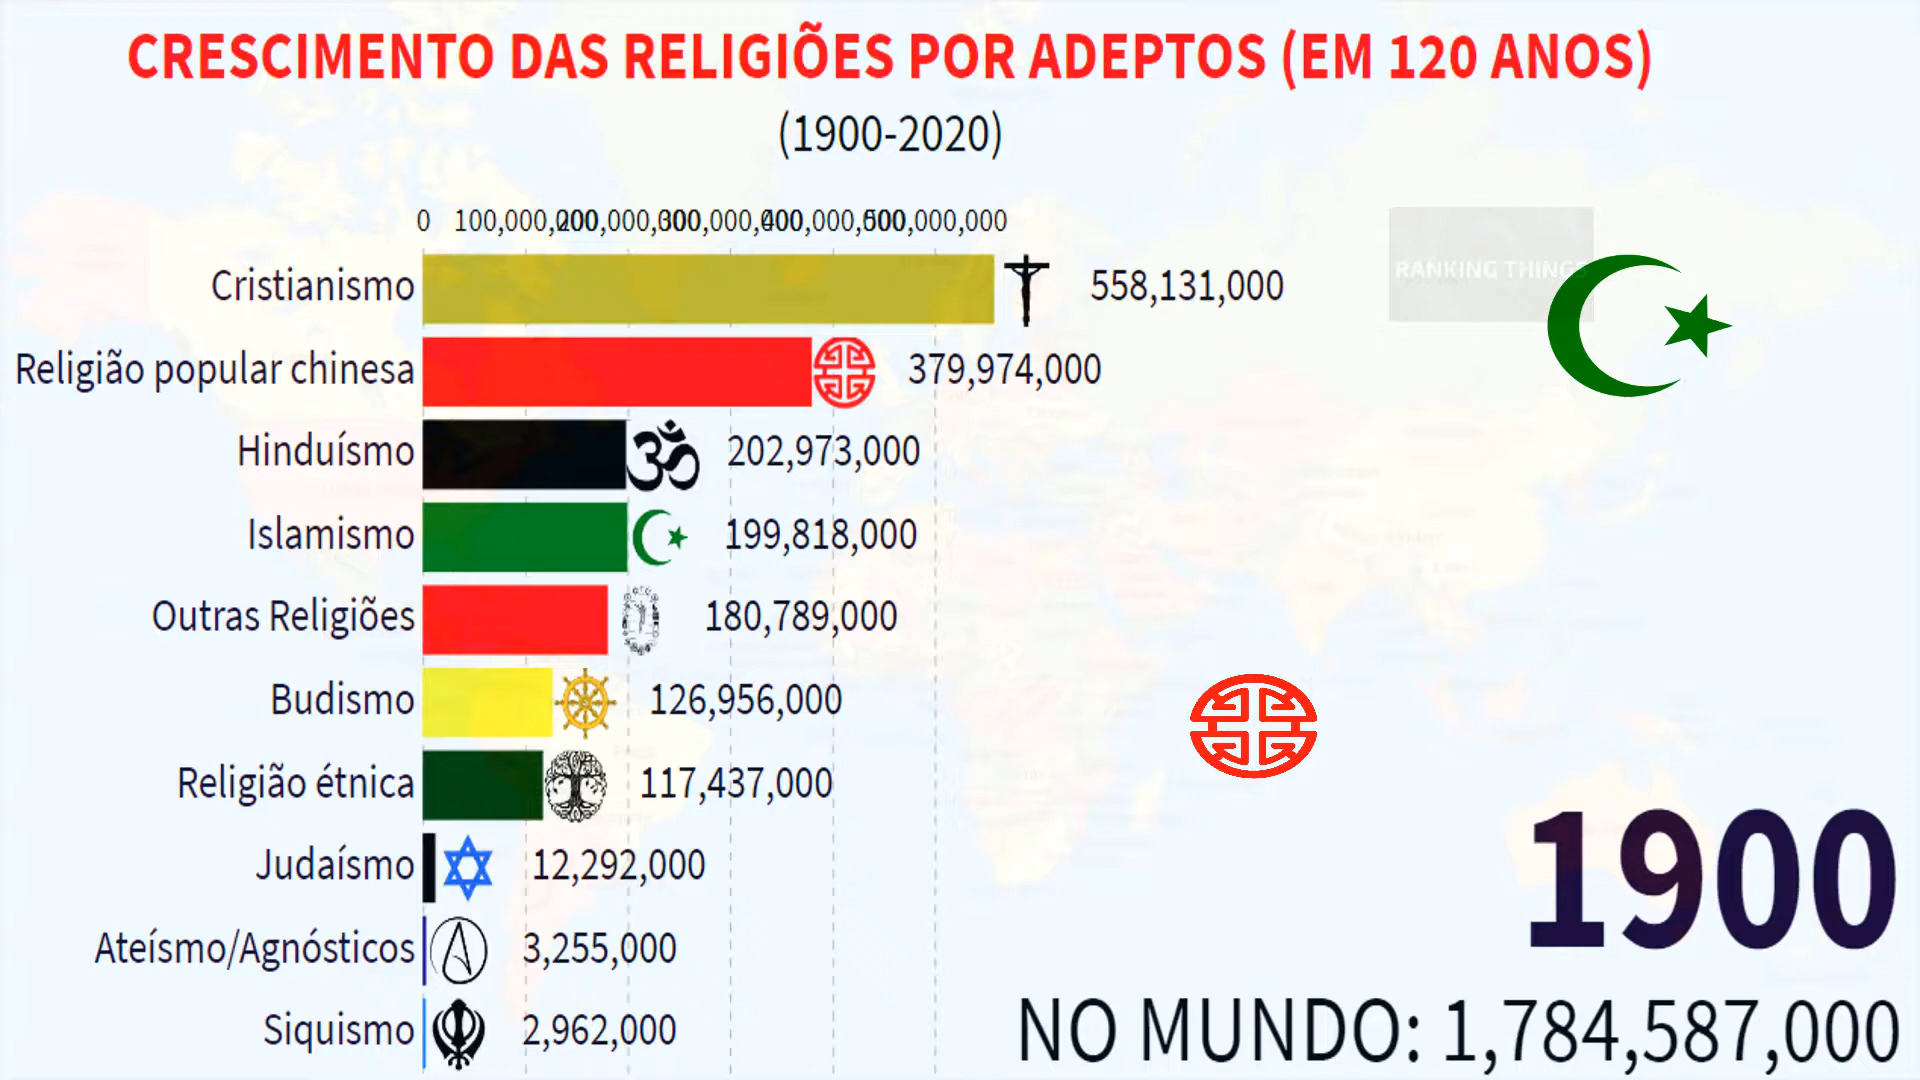 CRESCIMENTO DAS RELIGIÕES POR ADEPTOS (EM 120 ANOS)
(1900-2020)
0 100,000,000 200,000,000 300,000,000 400,000,000 500,000,000
RANKING THINGS
Cristianismo 558,131,000
Religião popular chinesa 379,974,000
Hinduísmo 202,973,000
Islamismo 199,818,000
Outras Religiões 180,789,000
Budismo 126,956,000
Religião étnica 117,437,000
Judaísmo 12,292,000
Ateísmo/Agnósticos 3,255,000
Siquismo 2,962,000
1900
NO MUNDO: 1,784,587,000